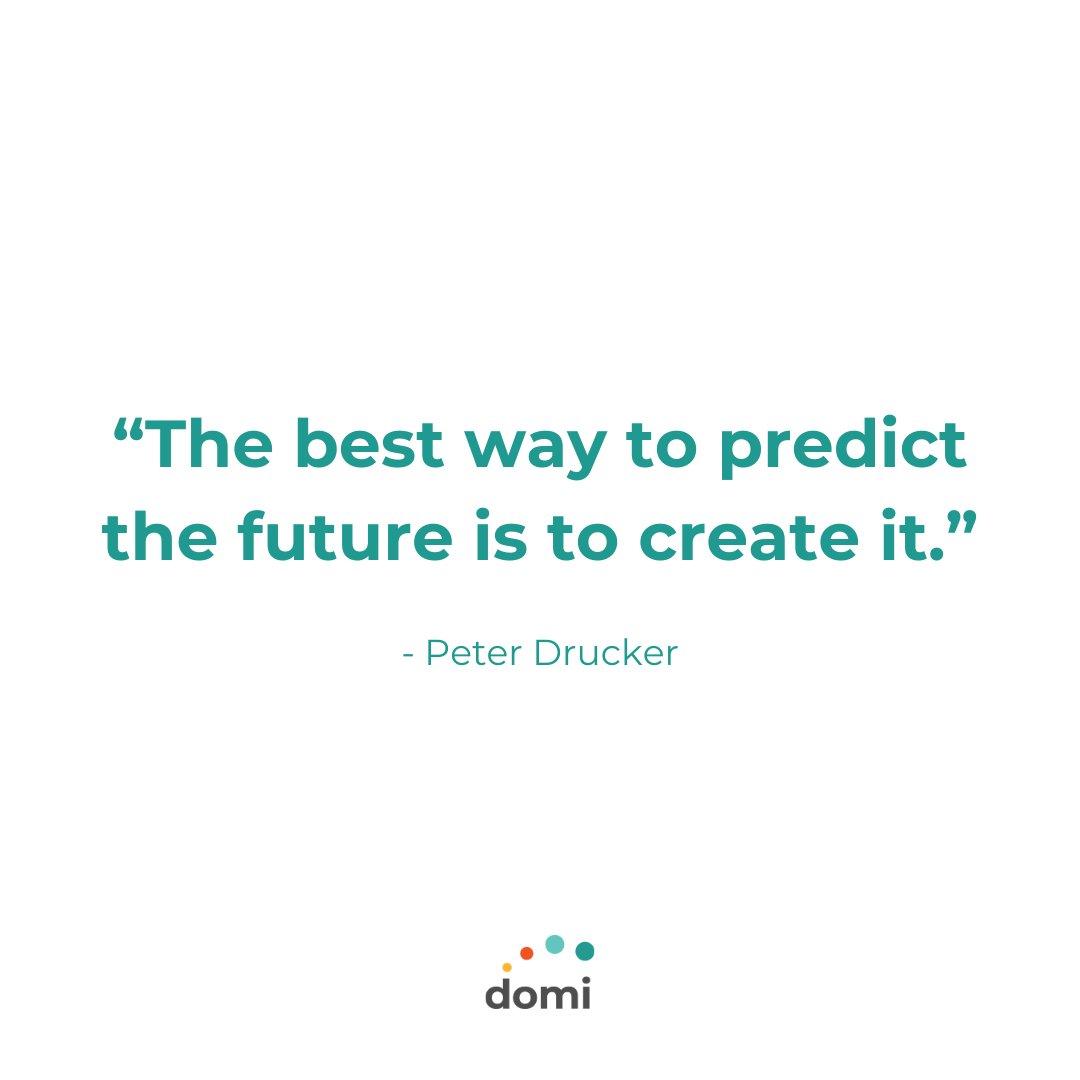 “The best way to predict
the future is to create it.”
- Peter Drucker
domi